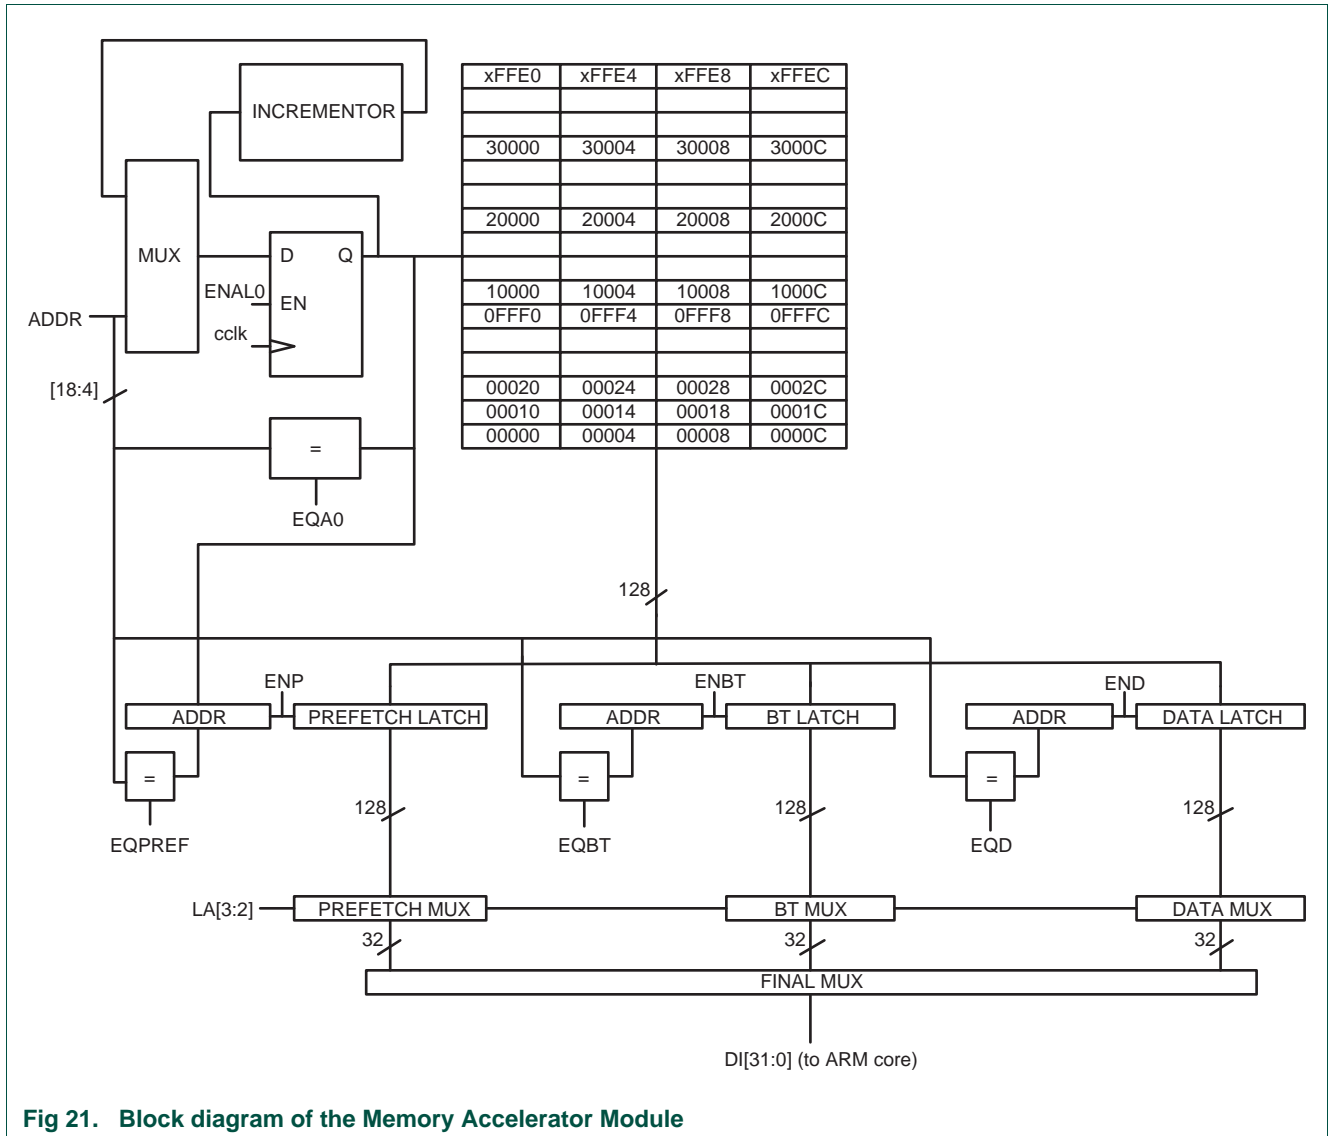 INCREMENTOR
xFFE0 xFFE4 xFFE8 xFFEC
30000 30004 30008 3000C
20000 20004 20008 2000C
10000 10004 10008 1000C
0FFF0 0FFF4 0FFF8 0FFFC
00020 00024 00028 0002C
00010 00014 00018 0001C
00000 00004 00008 0000C
MUX
D Q
ENAL0
EN
cclk
ADDR
[18:4]
=
EQA0
128
ENP
ADDR PREFETCH LATCH
=
EQPREF
ENBT
ADDR BT LATCH
=
EQBT
END
ADDR DATA LATCH
=
EQD
128 128 128
LA[3:2] PREFETCH MUX BT MUX DATA MUX
32 32 32
FINAL MUX
DI[31:0] (to ARM core)
Fig 21. Block diagram of the Memory Accelerator Module